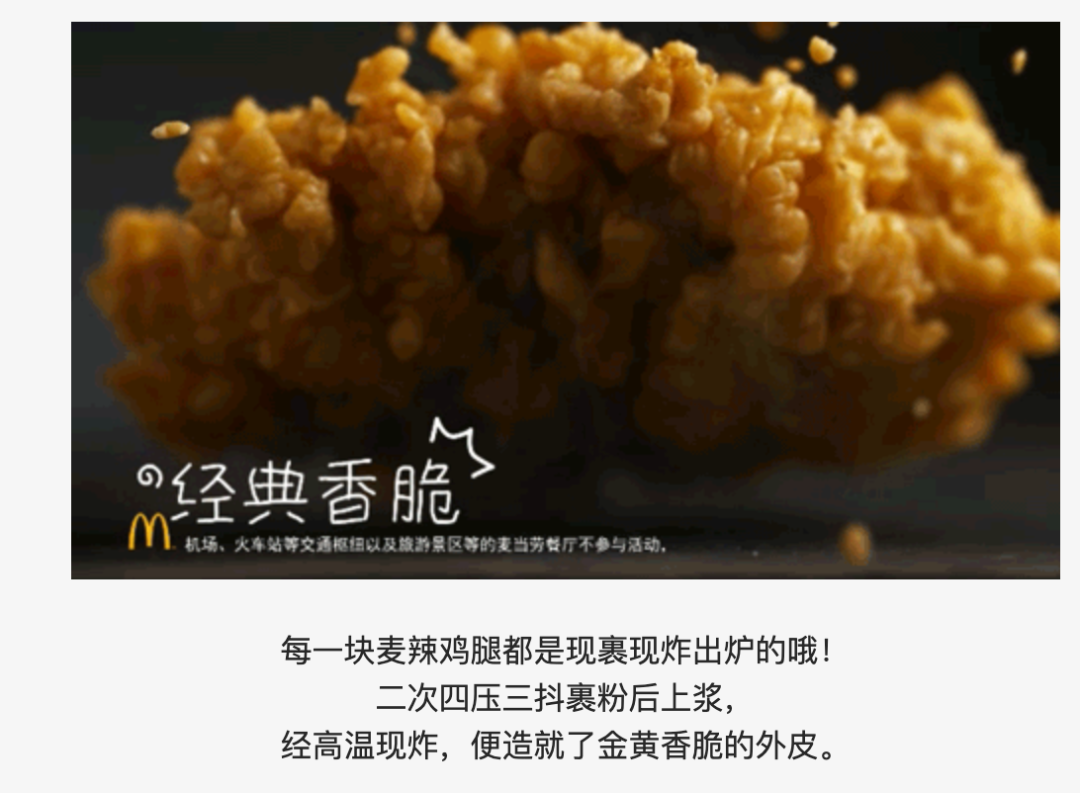 经典香脆
机场、火车站等交通枢纽以及旅游景区等的麦当劳餐厅不参与活动。
每一块麦辣鸡腿都是现裹现炸出炉的哦！
二次四压三抖裹粉后上浆，
经高温现炸，便造就了金黄香脆的外皮。